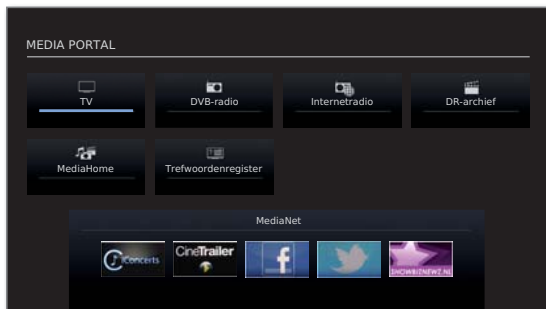 MEDIA PORTAL
TV
DVB-radio
Internetradio
DR-archief
MediaHome
Trefwoordenregister
MediaNet
iConcerts
CineTrailer
f
SHOWBIZNEWZ.NL